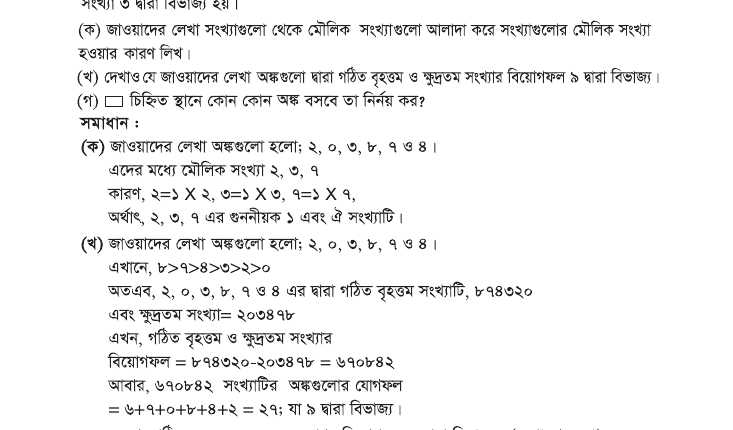 সংখ্যা ৩ দ্বারা বিভাজ্য হয়।
(ক) জাওয়াদের লেখা সংখ্যাগুলো থেকে মৌলিক সংখ্যাগুলো আলাদা করে সংখ্যাগুলোর মৌলিক সংখ্যা
হওয়ার কারণ লিখ।
(খ) দেখাও যে জাওয়াদের লেখা অঙ্কগুলো দ্বারা গঠিত বৃহত্তম ও ক্ষুদ্রতম সংখ্যার বিয়োগফল ৯ দ্বারা বিভাজ্য।
(গ) □ চিহ্নিত স্থানে কোন কোন অঙ্ক বসবে তা নির্নয় কর?
সমাধান :
(ক) জাওয়াদের লেখা অঙ্কগুলো হলো; ২, ০, ৩, ৮, ৭ ও ৪।
এদের মধ্যে মৌলিক সংখ্যা ২, ৩, ৭
কারণ, ২=১ X ২, ৩=১ X ৩, ৭=১ X ৭,
অর্থাৎ, ২, ৩, ৭ এর গুননীয়ক ১ এবং ঐ সংখ্যাটি।
(খ) জাওয়াদের লেখা অঙ্কগুলো হলো; ২, ০, ৩, ৮, ৭ ও ৪।
এখানে, ৮>৭>৪>৩>২>০
অতএব, ২, ০, ৩, ৮, ৭ ও ৪ এর দ্বারা গঠিত বৃহত্তম সংখ্যাটি, ৮৭৪৩২০
এবং ক্ষুদ্রতম সংখ্যা= ২০৩৪৭৮
এখন, গঠিত বৃহত্তম ও ক্ষুদ্রতম সংখ্যার
বিয়োগফল = ৮৭৪৩২০-২০৩৪৭৮ = ৬৭০৮৪২
আবার, ৬৭০৮৪২ সংখ্যাটির অঙ্কগুলোর যোগফল
= ৬+৭+০+৮+৪+২ = ২৭; যা ৯ দ্বারা বিভাজ্য।